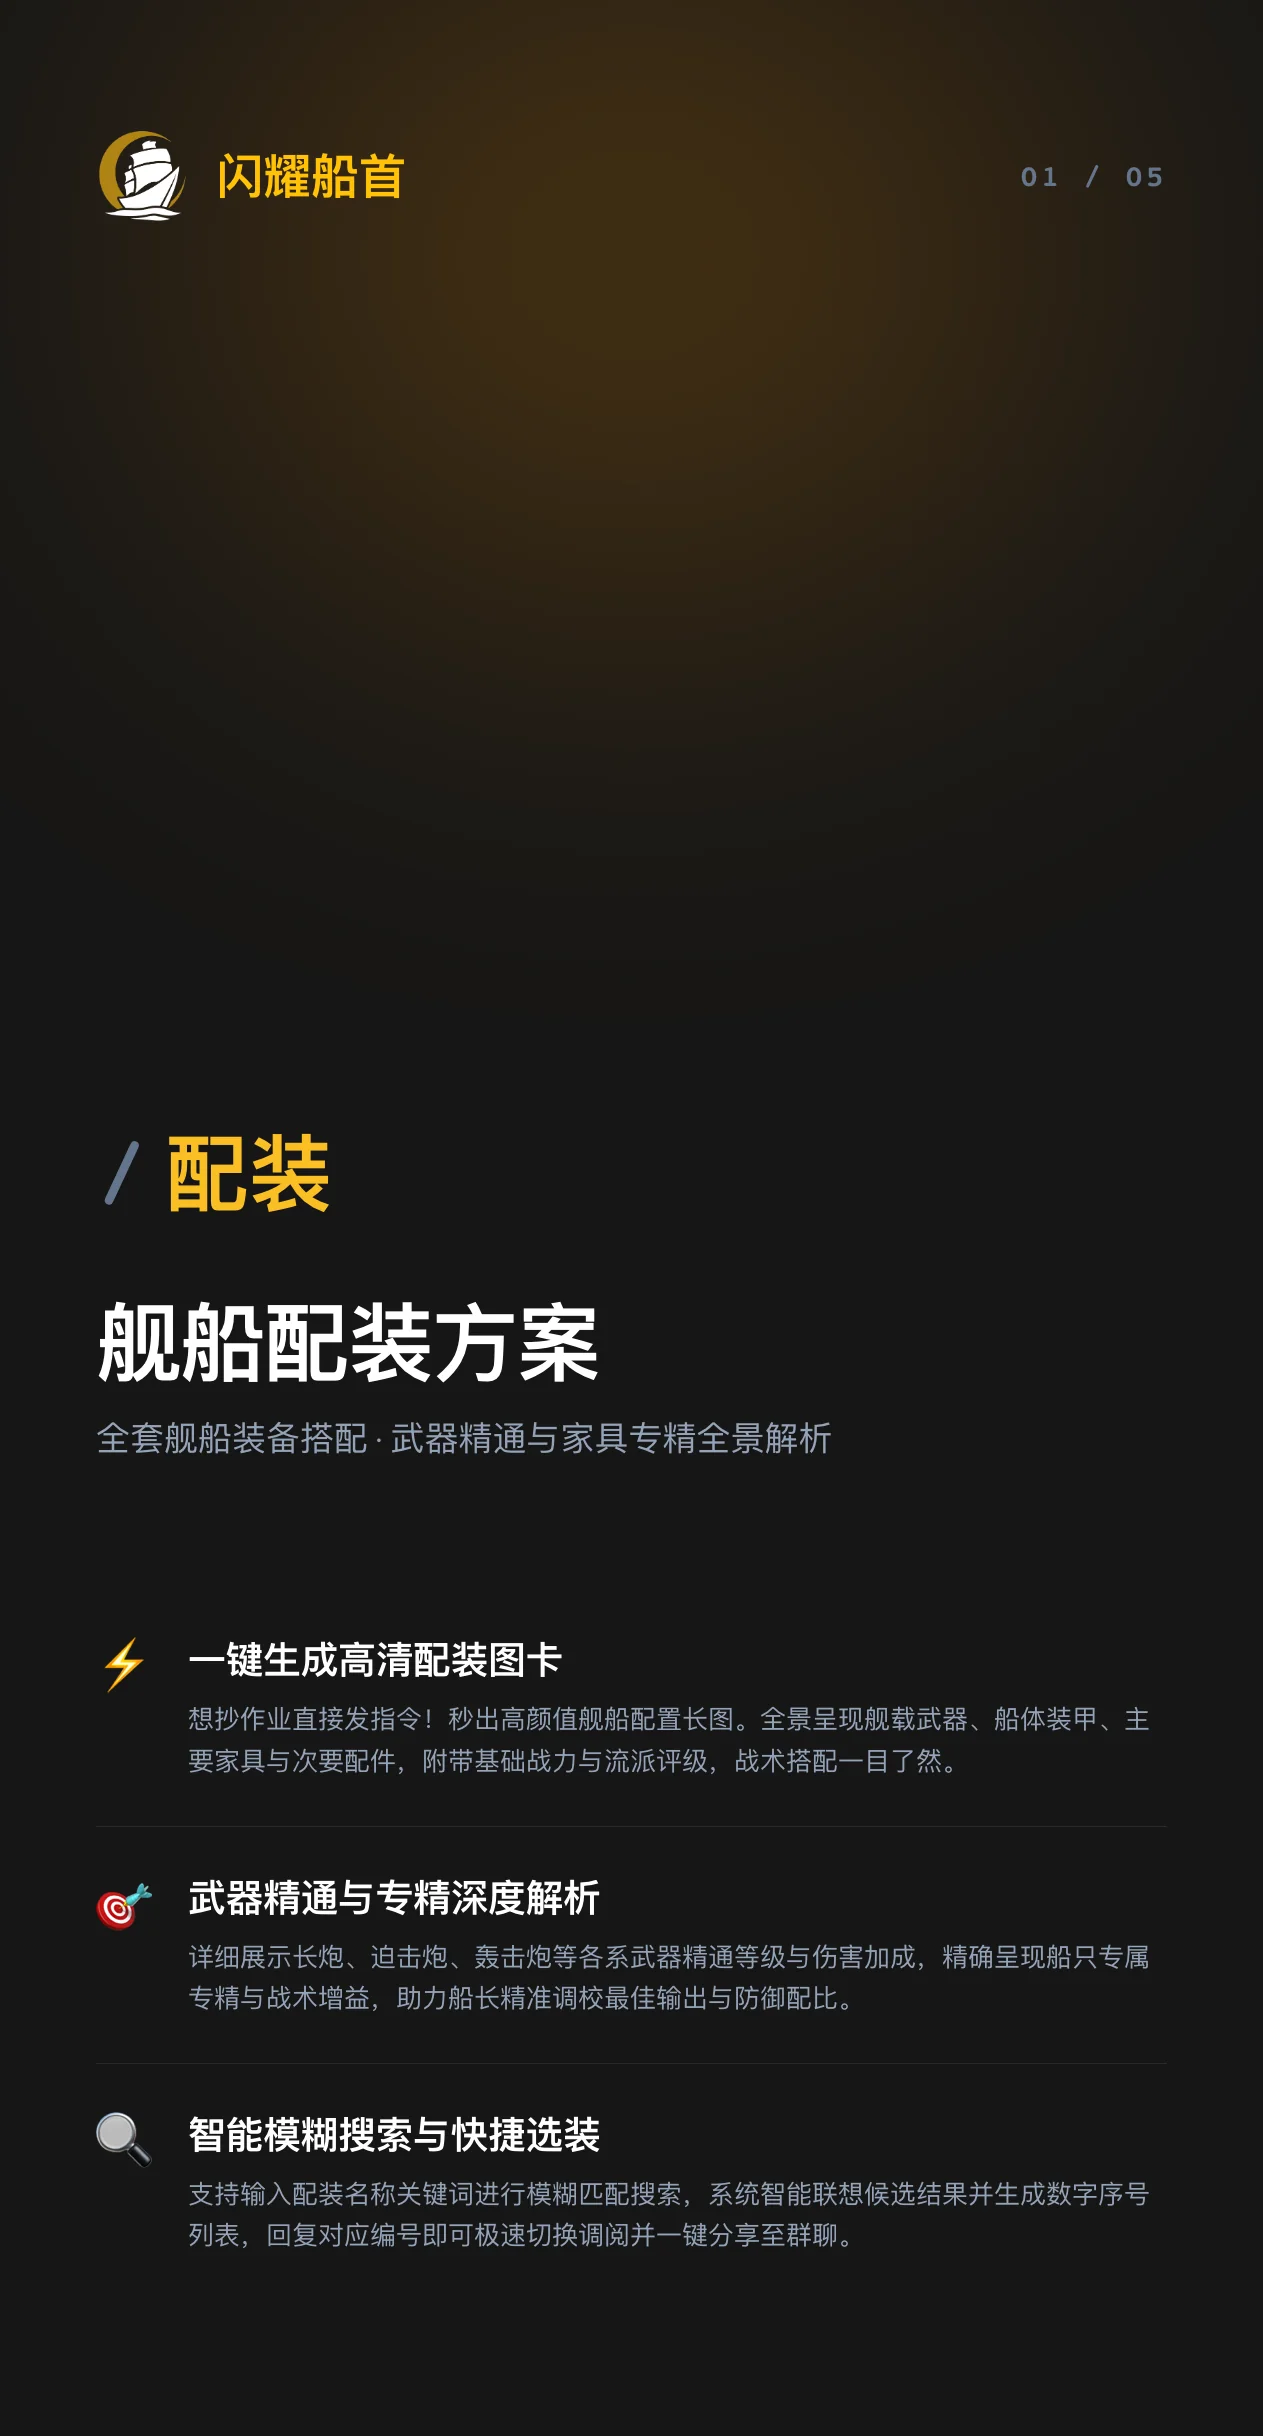 闪耀船首
01 / 05
/ 配装
舰船配装方案
全套舰船装备搭配 · 武器精通与家具专精全景解析
一键生成高清配装图卡
想抄作业直接发指令！秒出高颜值舰船配置长图。全景呈现舰载武器、船体装甲、主
要家具与次要配件，附带基础战力与流派评级，战术搭配一目了然。
武器精通与专精深度解析
详细展示长炮、迫击炮、轰击炮等各系武器精通等级与伤害加成，精确呈现船只专属
专精与战术增益，助力船长精准调校最佳输出与防御配比。
智能模糊搜索与快捷选装
支持输入配装名称关键词进行模糊匹配搜索，系统智能联想候选结果并生成数字序号
列表，回复对应编号即可极速切换调阅并一键分享至群聊。